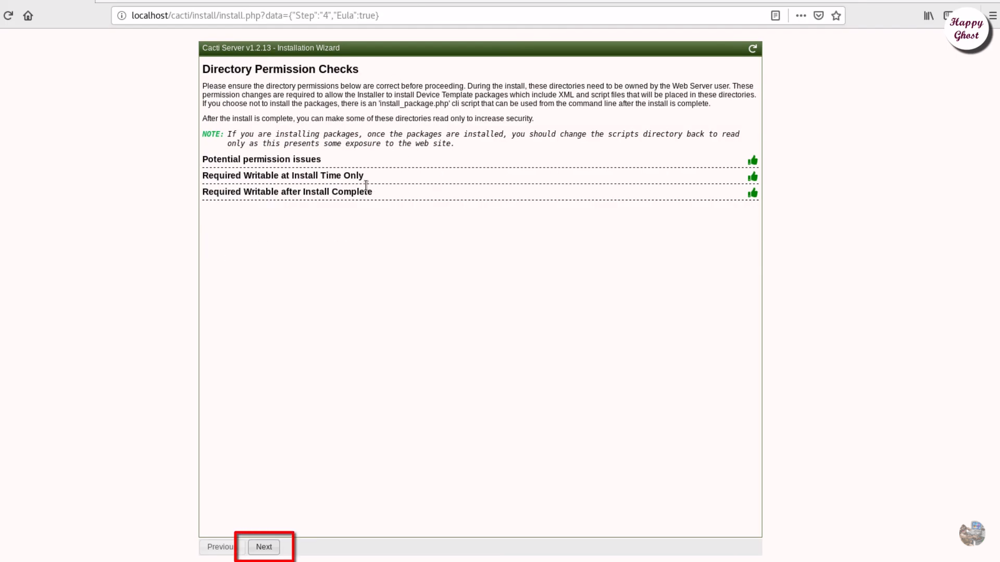 localhost/cacti/install/install.php?data={"Step":"4","Eula":true}
Happy
Ghost
Cacti Server v1.2.13 - Installation Wizard
Directory Permission Checks
Please ensure the directory permissions below are correct before proceeding. During the install, these directories need to be owned by the Web Server user. These
permission changes are required to allow the Installer to install Device Template packages which include XML and script files that will be placed in these directories.
If you choose not to install the packages, there is an 'install_package.php' cli script that can be used from the command line after the install is complete.
After the install is complete, you can make some of these directories read only to increase security.
NOTE: If you are installing packages, once the packages are installed, you should change the scripts directory back to read
only as this presents some exposure to the web site.
Potential permission issues
Required Writable at Install Time Only
Required Writable after Install Complete
Previou Next